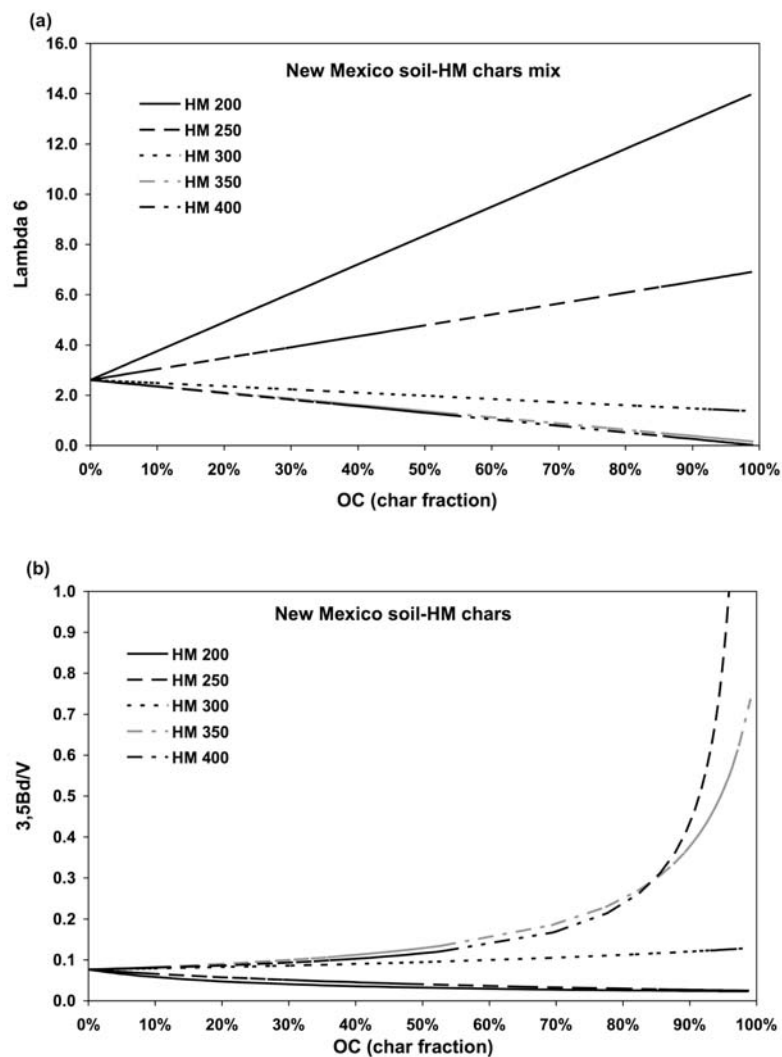 (a)
16.0
New Mexico soil-HM chars mix
14.0
HM 200
12.0
HM 250
HM 300
10.0
HM 350
HM 400
8.0
6.0
4.0
2.0
0.0
Lambda 6
0% 10% 20% 30% 40% 50% 60% 70% 80% 90% 100%
OC (char fraction)
(b)
1.0
New Mexico soil-HM chars
0.9
HM 200
0.8
HM 250
HM 300
0.7
HM 350
0.6
HM 400
0.5
0.4
0.3
0.2
0.1
0.0
3,5Bd/V
0% 10% 20% 30% 40% 50% 60% 70% 80% 90% 100%
OC (char fraction)